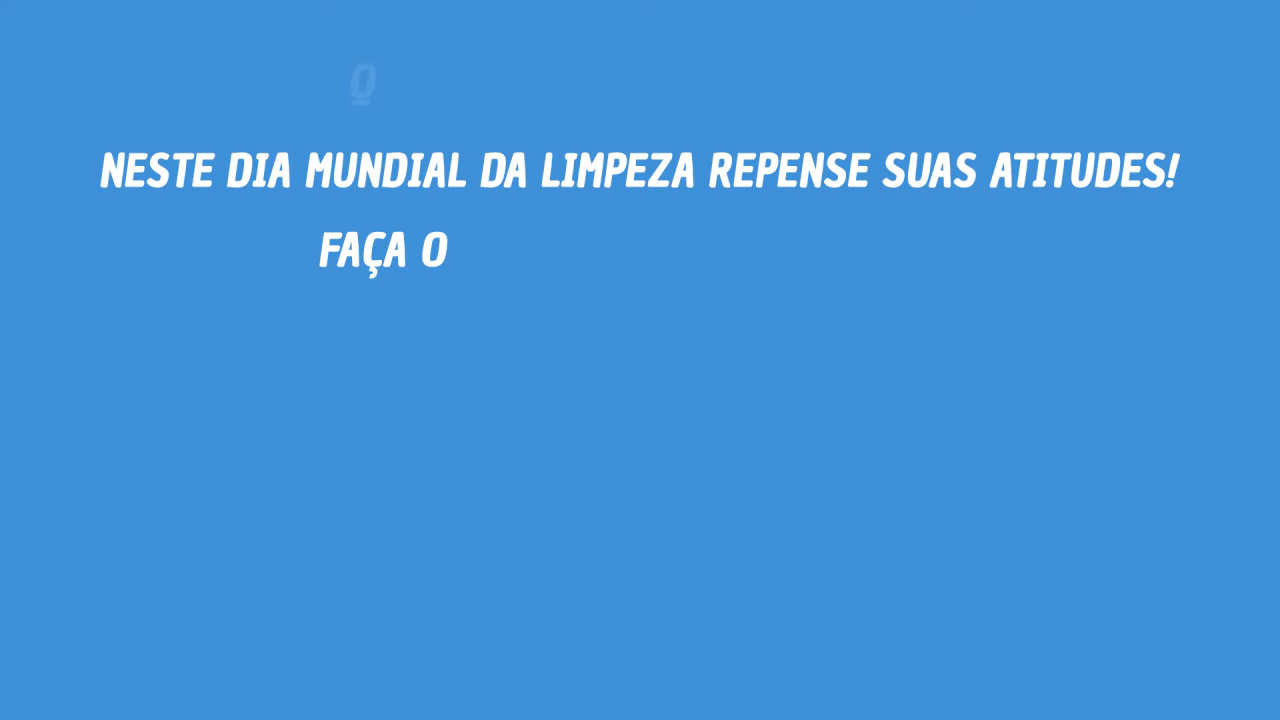 NESTE DIA MUNDIAL DA LIMPEZA REPENSE SUAS ATITUDES!
FAÇA O